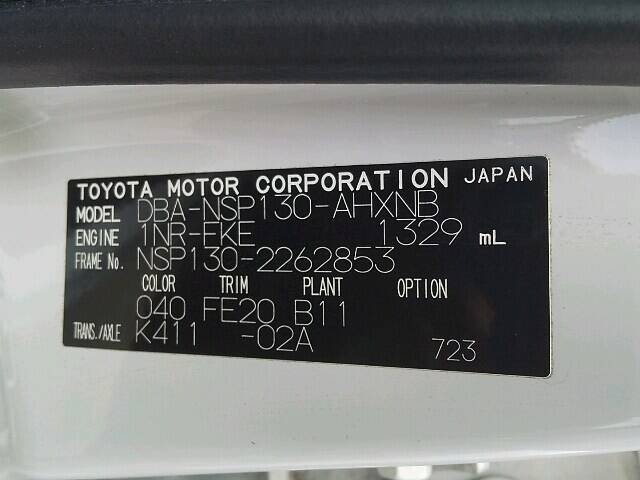 TOYOTA MOTOR CORPORATION JAPAN
MODEL DBA-NSP130-AHXNB
ENGINE 1NR-FKE 1329 mL
FRAME No. NSP130-2262853
COLOR TRIM PLANT OPTION
040 FE20 B11
TRANS./AXLE K411 -02A
723